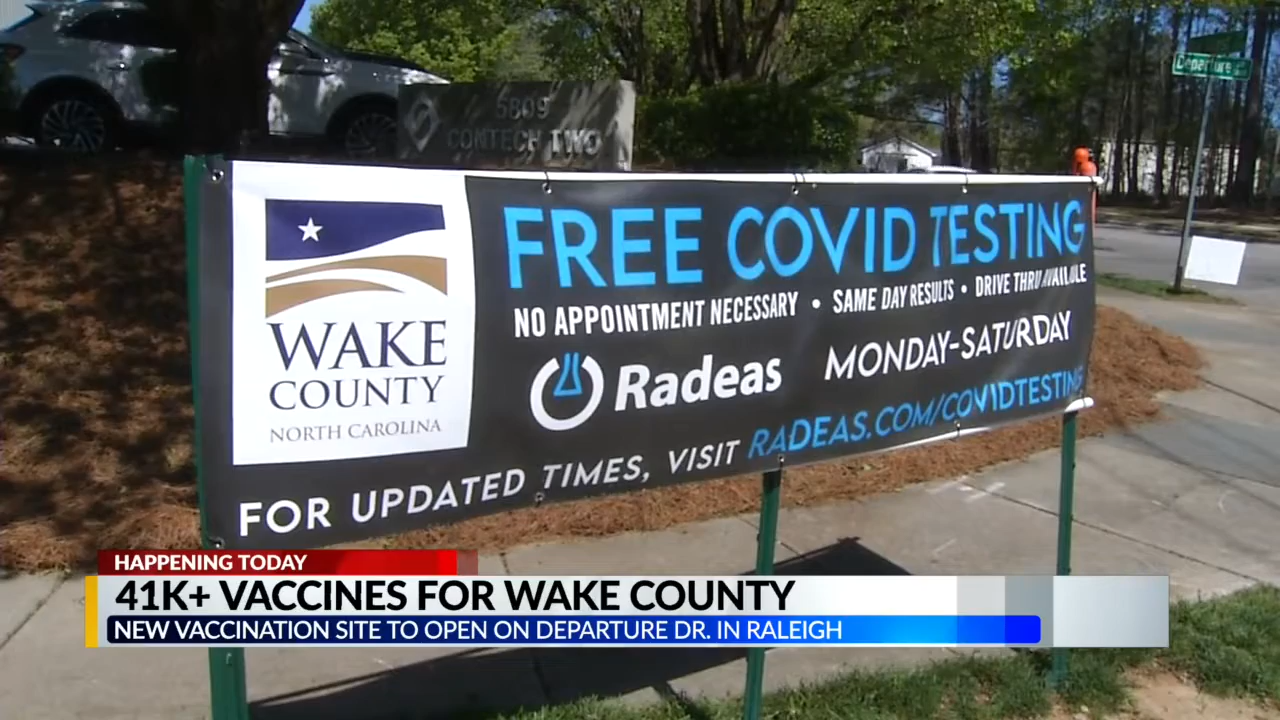 5809
CONTECH TWO
Departure
WAKE
COUNTY
NORTH CAROLINA
FREE COVID TESTING
NO APPOINTMENT NECESSARY • SAME DAY RESULTS • DRIVE THRU AVAILABLE
Radeas
MONDAY-SATURDAY
FOR UPDATED TIMES, VISIT RADEAS.COM/COVIDTESTING
HAPPENING TODAY
41K+ VACCINES FOR WAKE COUNTY
NEW VACCINATION SITE TO OPEN ON DEPARTURE DR. IN RALEIGH